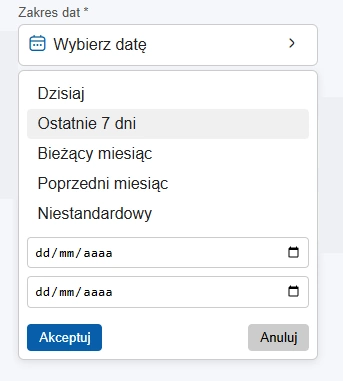 Zakres dat *
Wybierz datę
Dzisiaj
Ostatnie 7 dni
Bieżący miesiąc
Poprzedni miesiąc
Niestandardowy
dd/mm/aaaa
dd/mm/aaaa
Akceptuj
Anuluj